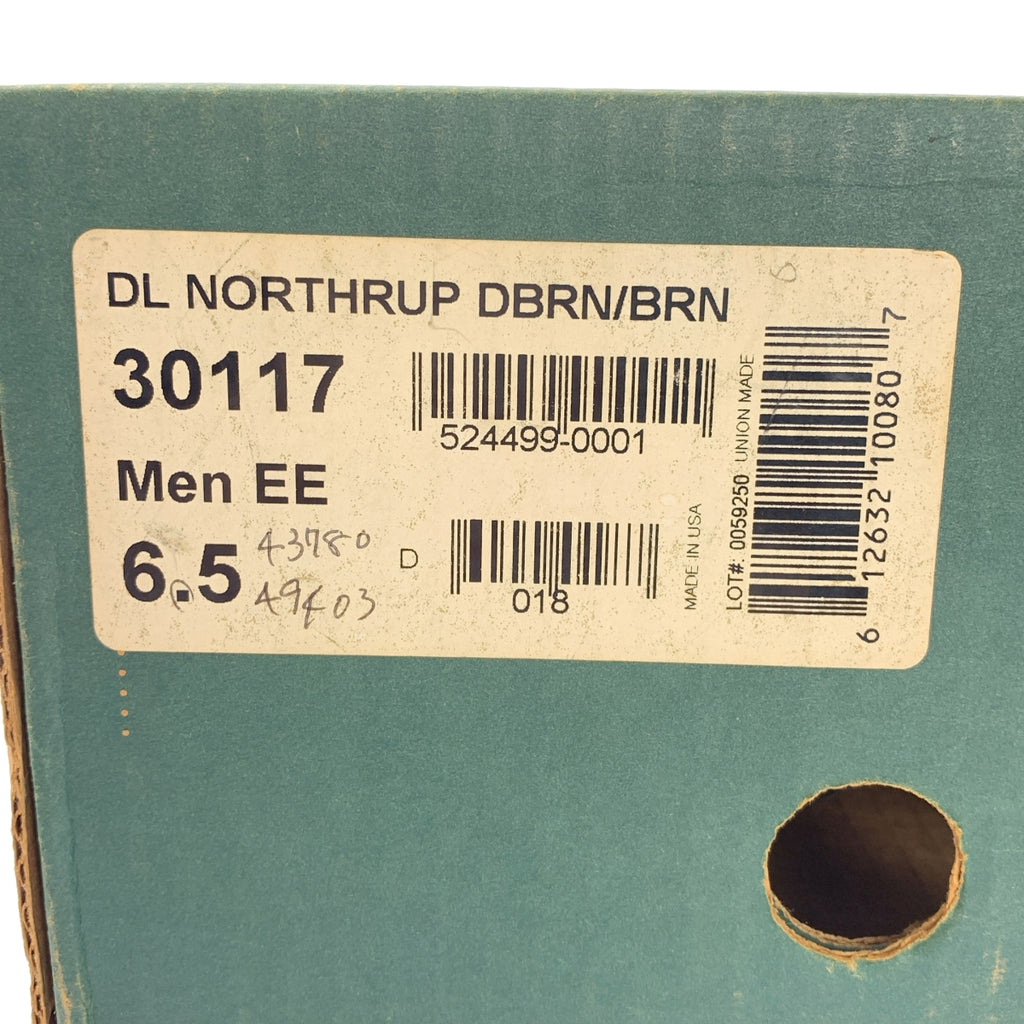 DL NORTHRUP DBRN/BRN
30117
524499-0001
Men EE
6.5
43780
49403
D
018
MADE IN USA
LOT#: 0059250 UNION MADE
6 12632 10080 7